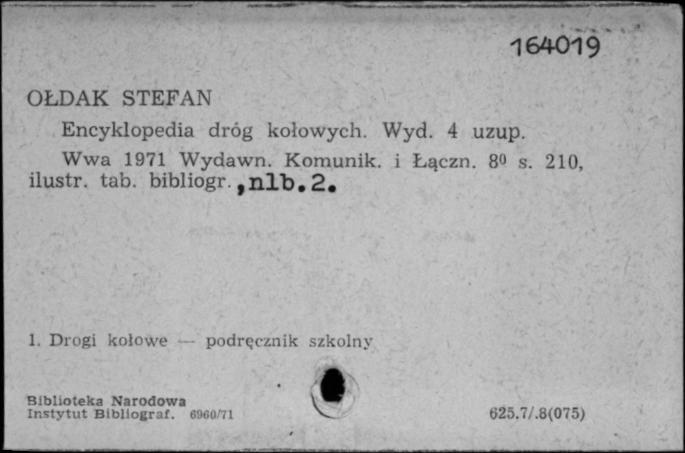 164019
OŁDAK STEFAN
Encyklopedia dróg kołowych. Wyd. 4 uzup.
Wwa 1971 Wydawn. Komunik. i Łączn. 8⁰ s. 210,
ilustr. tab. bibliogr., nlb. 2.
1. Drogi kołowe — podręcznik szkolny
Biblioteka Narodowa
Instytut Bibliograf. 6960/71
625.7/.8(075)